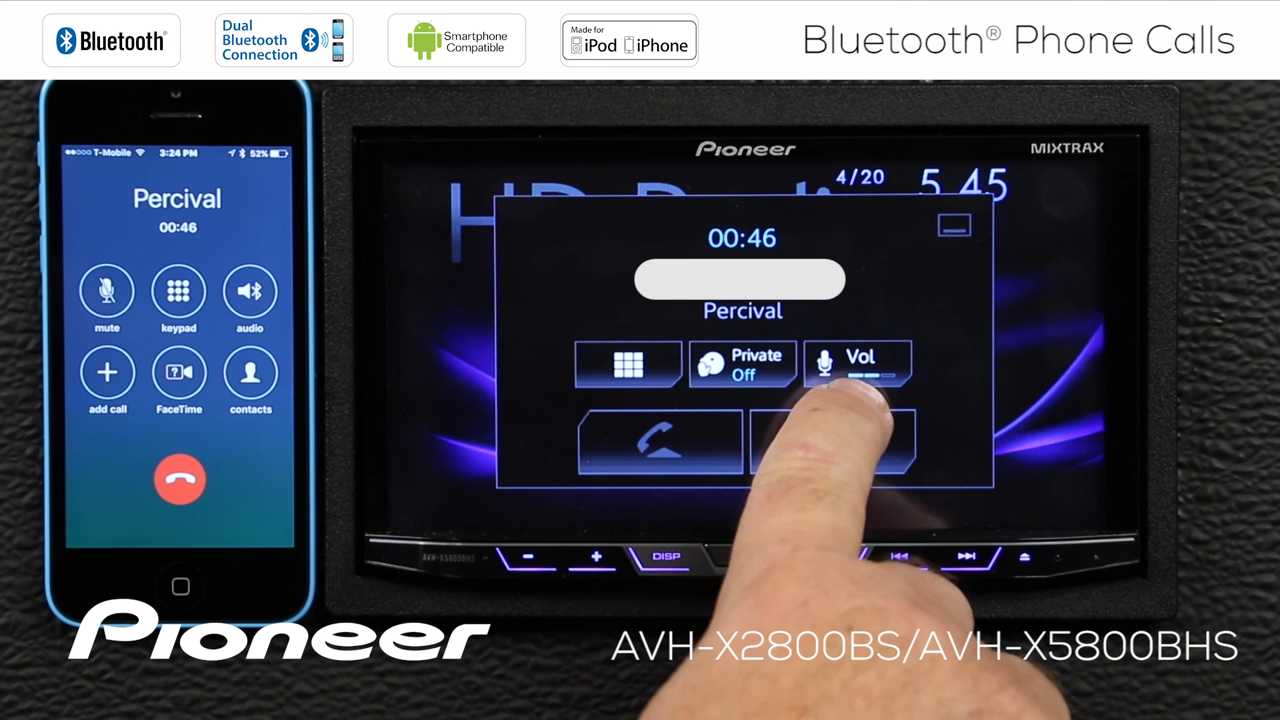 Bluetooth®
Dual
Bluetooth
Connection
Smartphone
Compatible
Made for
iPod iPhone
Bluetooth® Phone Calls
T-Mobile 3:24 PM 52%
Percival
00:46
mute keypad audio
add call FaceTime contacts
Pioneer
MIXTRAX
4/20
5 45
00:46
Percival
Private
Off
Vol
AVH-X5800BHS
DISP
Pioneer
AVH-X2800BS/AVH-X5800BHS